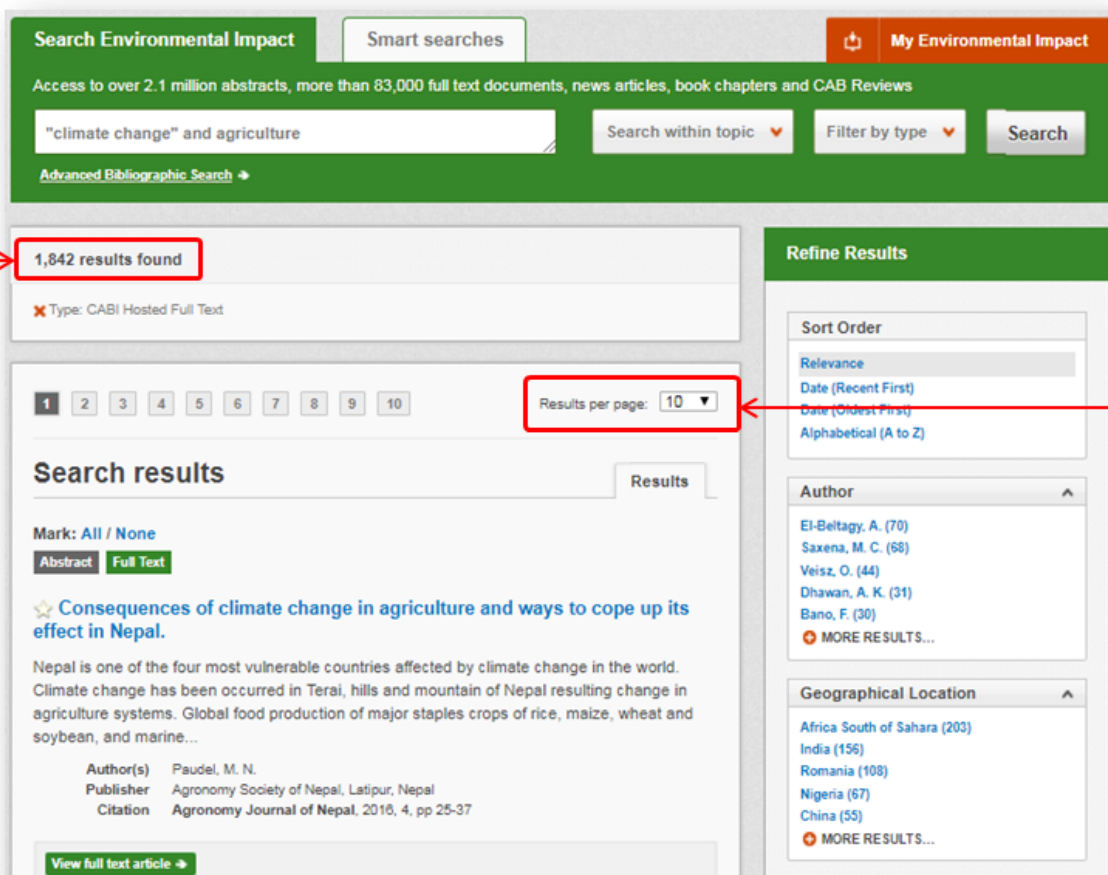 Search Environmental Impact
Smart searches
My Environmental Impact
Access to over 2.1 million abstracts, more than 83,000 full text documents, news articles, book chapters and CAB Reviews
"climate change" and agriculture
Search within topic
Filter by type
Search
Advanced Bibliographic Search
1,842 results found
Type: CABI Hosted Full Text
1 2 3 4 5 6 7 8 9 10
Results per page: 10
Search results
Results
Mark: All / None
Abstract Full Text
Consequences of climate change in agriculture and ways to cope up its
effect in Nepal.
Nepal is one of the four most vulnerable countries affected by climate change in the world.
Climate change has been occurred in Terai, hills and mountain of Nepal resulting change in
agriculture systems. Global food production of major staples crops of rice, maize, wheat and
soybean, and marine...
Author(s) Paudel, M. N.
Publisher Agronomy Society of Nepal, Latipur, Nepal
Citation Agronomy Journal of Nepal, 2016, 4, pp 25-37
View full text article
Refine Results
Sort Order
Relevance
Date (Recent First)
Date (Oldest First)
Alphabetical (A to Z)
Author
El-Beltagy, A. (70)
Saxena, M. C. (68)
Veisz, O. (44)
Dhawan, A. K. (31)
Bano, F. (30)
MORE RESULTS...
Geographical Location
Africa South of Sahara (203)
India (156)
Romania (108)
Nigeria (67)
China (55)
MORE RESULTS...